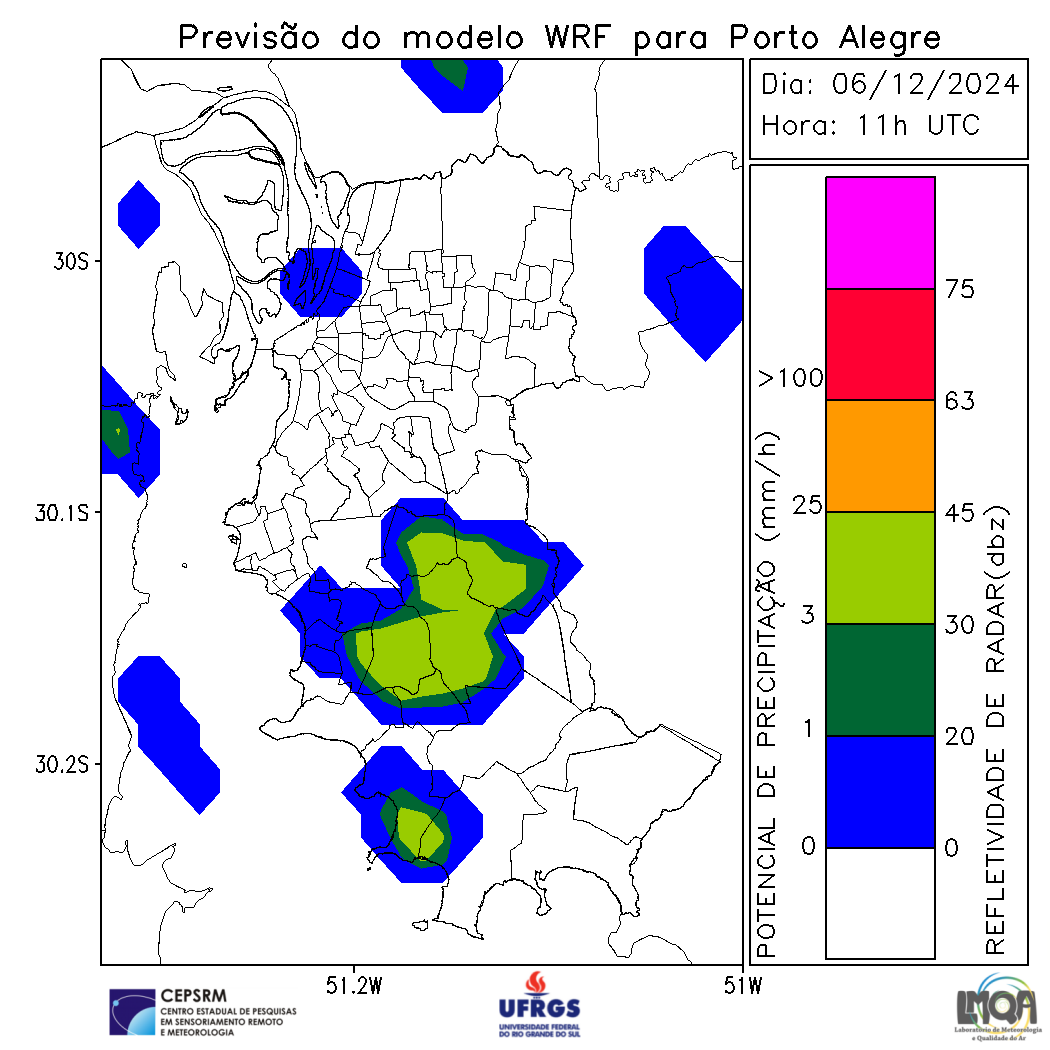 Previsão do modelo WRF para Porto Alegre
Dia: 06/12/2024
Hora: 11h UTC
30S
30.1S
30.2S
51.2W
51W
POTENCIAL DE PRECIPITAÇÃO (mm/h)
>100
25
3
1
0
75
63
45
30
20
0
REFLETIVIDADE DE RADAR(dbz)
CEPSRM
CENTRO ESTADUAL DE PESQUISAS
EM SENSORIAMENTO REMOTO
E METEOROLOGIA
UFRGS
UNIVERSIDADE FEDERAL
DO RIO GRANDE DO SUL
LMQA
Laboratório de Meteorologia
e Qualidade do Ar